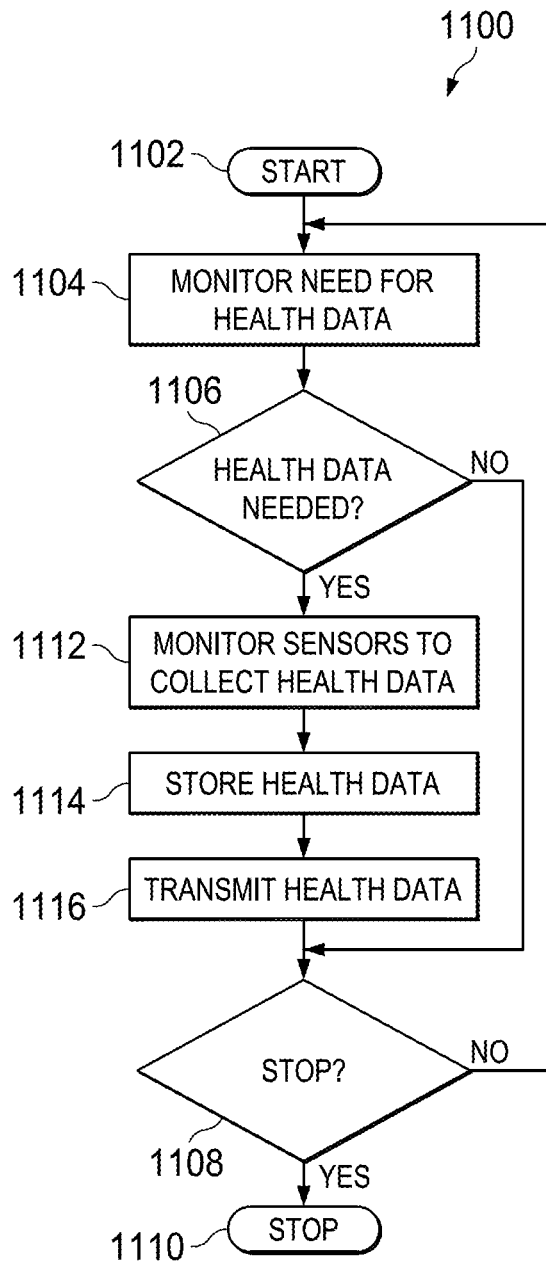 1100
1102
START
1104
MONITOR NEED FOR
HEALTH DATA
1106
HEALTH DATA
NEEDED?
NO
YES
1112
MONITOR SENSORS TO
COLLECT HEALTH DATA
1114
STORE HEALTH DATA
1116
TRANSMIT HEALTH DATA
STOP?
NO
1108
YES
1110
STOP